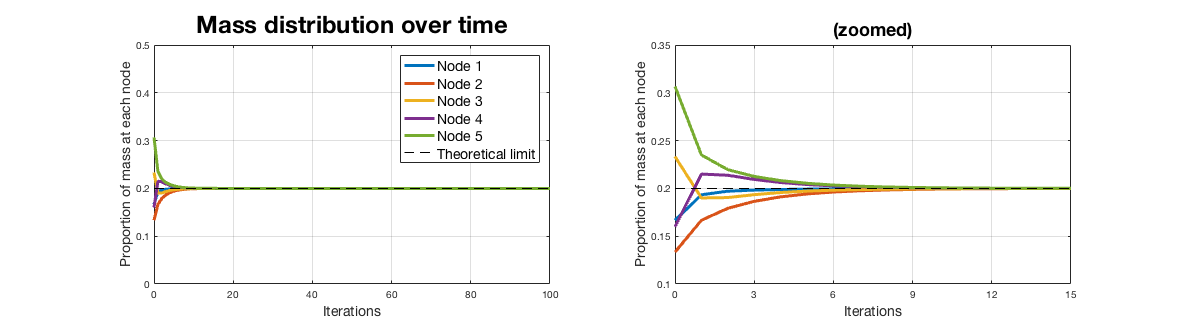 Mass distribution over time
Proportion of mass at each node
0.5
0.4
0.3
0.2
0.1
0
0 20 40 60 80 100
Iterations
Node 1
Node 2
Node 3
Node 4
Node 5
Theoretical limit
(zoomed)
Proportion of mass at each node
0.35
0.3
0.25
0.2
0.15
0.1
0 3 6 9 12 15
Iterations